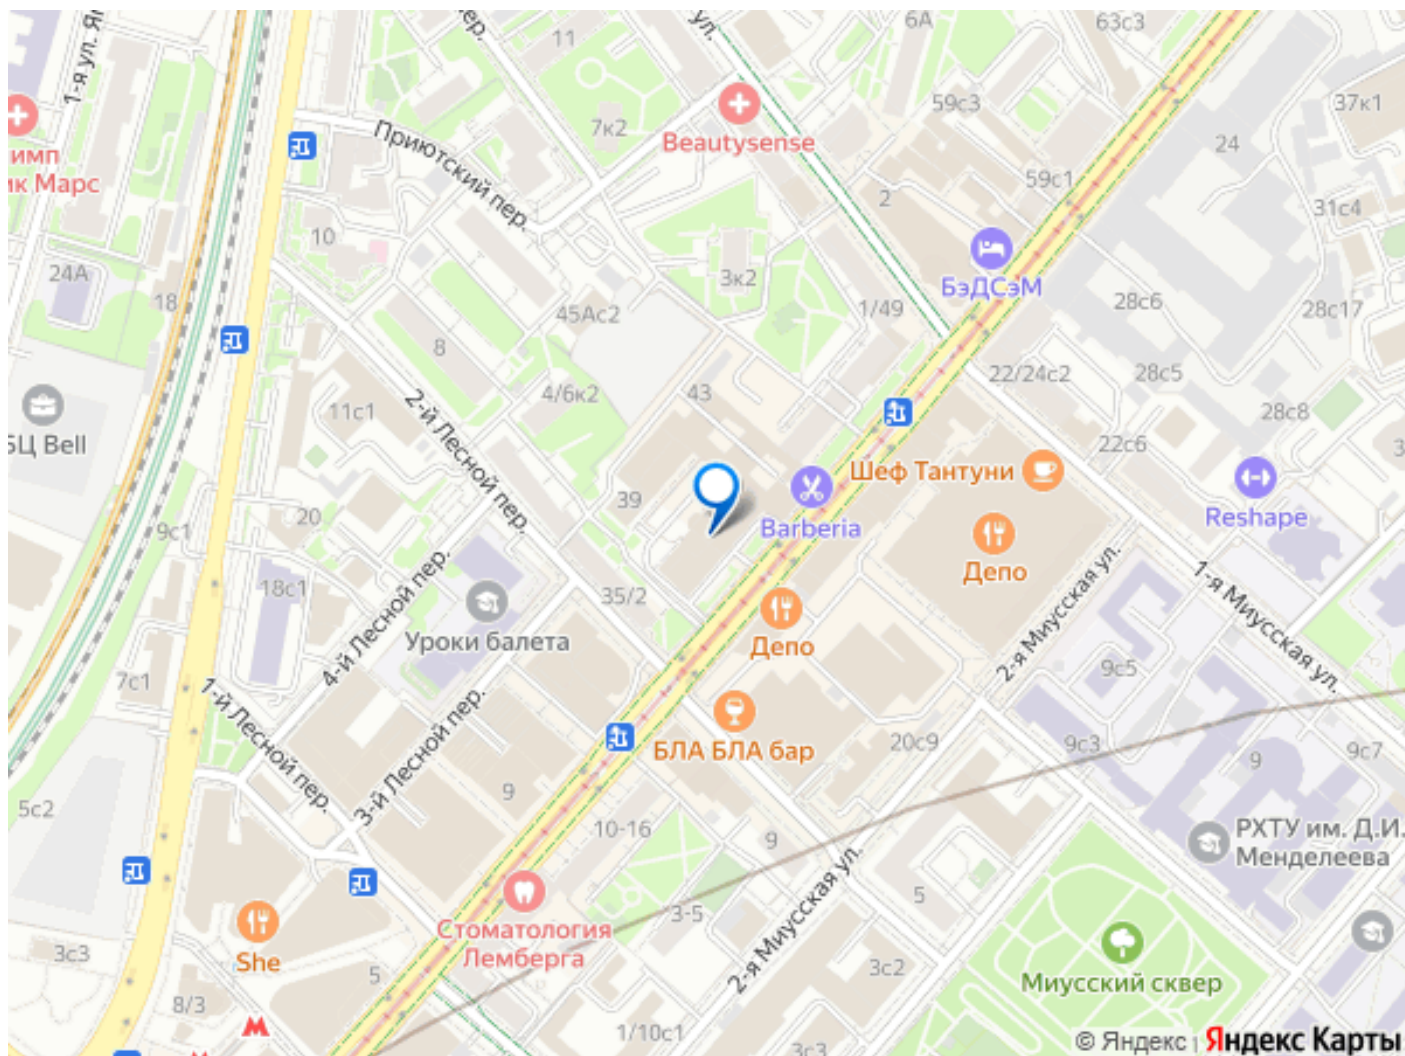 11
6А
63с3
1-я ул. Ям
пер.
ул.
59с3
37к1
Приютский пер.
7к2
Beautysense
24
имп
ик Марс
59с1
2
31с4
10
24А
18
3к2
БэДСэМ
45Ас2
1/49
28с6
28с17
8
4/6к2
43
22/24с2
28с5
11с1
2-й Лесной пер.
28с8
БЦ Bell
22с6
Шеф Тантуни
39
Barberia
Reshape
20
9с1
Депо
18с1
4-й Лесной пер.
35/2
1-я Миусская ул.
Уроки балета
Депо
2-я Миусская ул.
7с1
1-й Лесной пер.
9с5
3-й Лесной пер.
БЛА БЛА бар
20с9
9с3
9
9с7
5с2
9
10-16
9
РХТУ им. Д.И.
Менделеева
3-5
5
2-я Миусская ул.
Стоматология
Лемберга
3с3
She
5
3с2
Миусский сквер
8/3
1/10с1
3с3
© Яндекс
Яндекс Карты